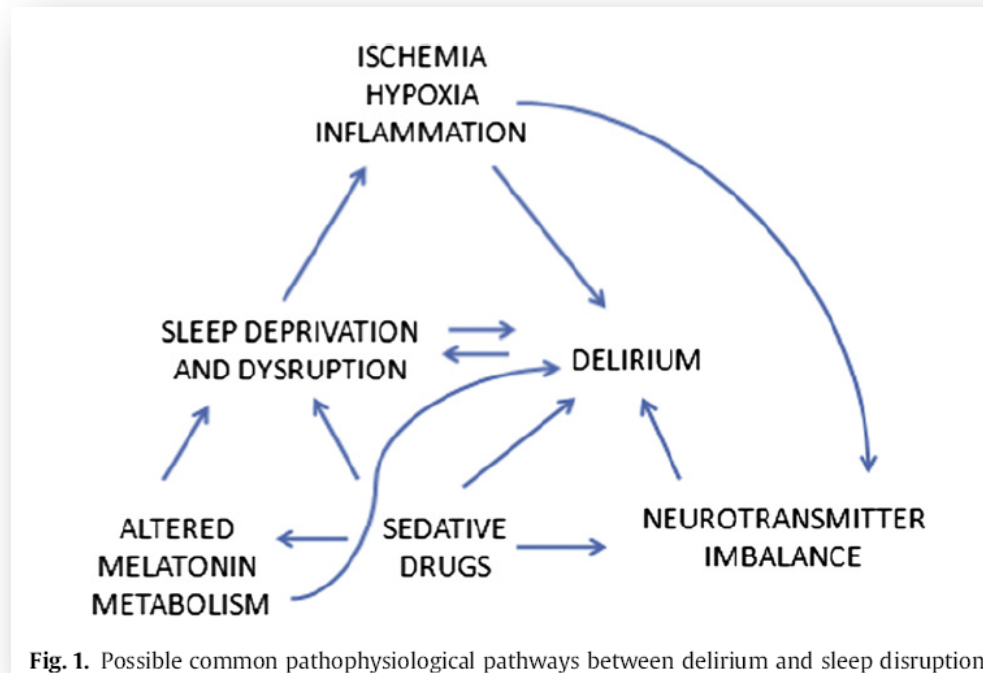 ISCHEMIA
HYPOXIA
INFLAMMATION
SLEEP DEPRIVATION
AND DYSRUPTION
DELIRIUM
ALTERED
MELATONIN
METABOLISM
SEDATIVE
DRUGS
NEUROTRANSMITTER
IMBALANCE
Fig. 1. Possible common pathophysiological pathways between delirium and sleep disruption